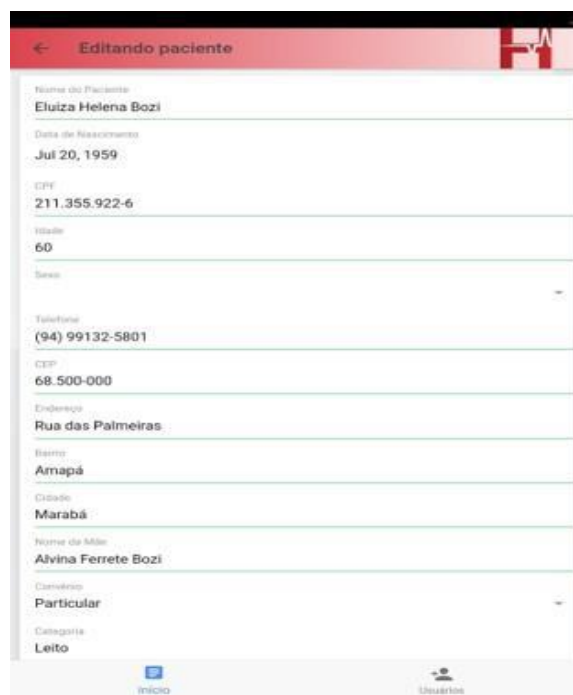 Editando paciente
Nome do Paciente
Eluiza Helena Bozi
Data de Nascimento
Jul 20, 1959
CPF
211.355.922-6
Idade
60
Sexo
Telefone
(94) 99132-5801
CEP
68.500-000
Endereço
Rua das Palmeiras
Bairro
Amapá
Cidade
Marabá
Nome da Mãe
Alvina Ferrete Bozi
Convênio
Particular
Categoria
Leito
Início
Usuários